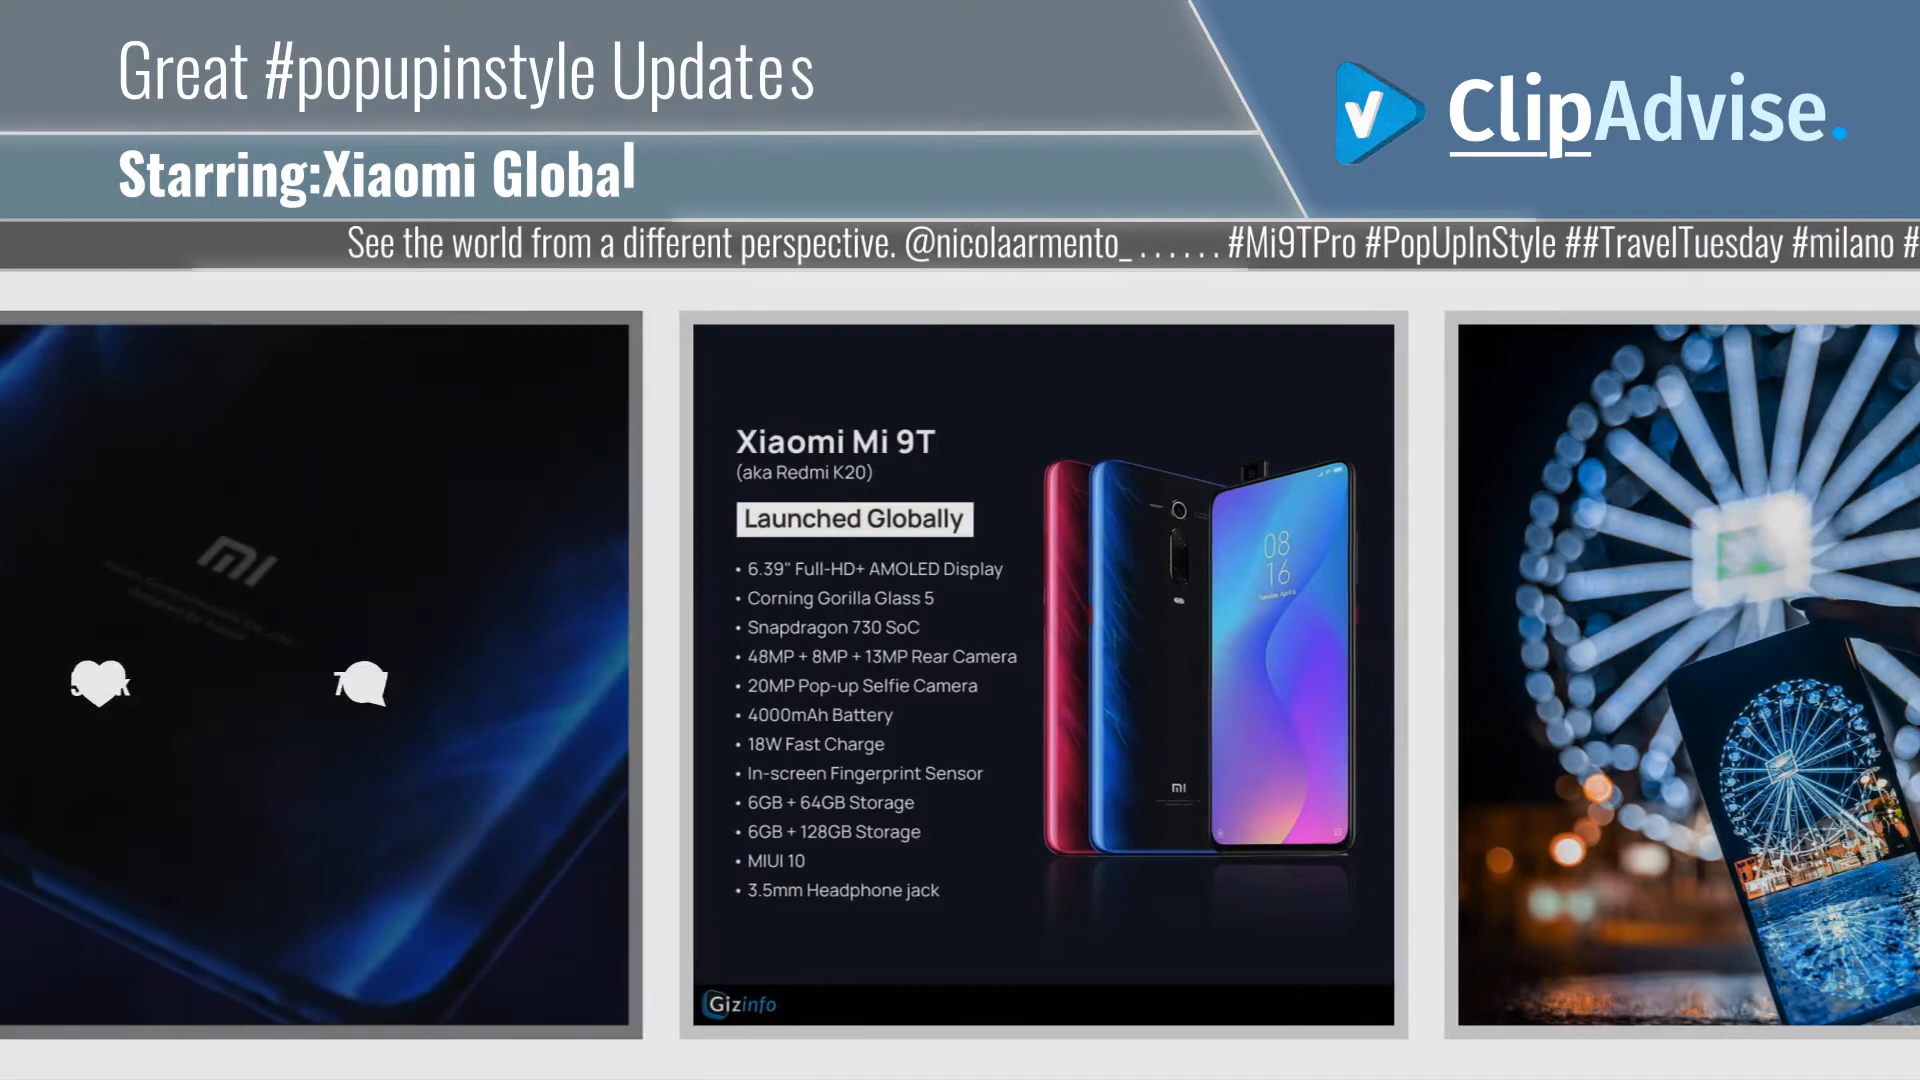 Great #popupinstyle Updates
ClipAdvise.
Starring:Xiaomi Global
See the world from a different perspective. @nicolaarmento_ . . . . . . #Mi9TPro #PopUpInStyle ##TravelTuesday #milano #
mi
Xiaomi Mi 9T
(aka Redmi K20)
Launched Globally
• 6.39" Full-HD+ AMOLED Display
• Corning Gorilla Glass 5
• Snapdragon 730 SoC
• 48MP + 8MP + 13MP Rear Camera
• 20MP Pop-up Selfie Camera
• 4000mAh Battery
• 18W Fast Charge
• In-screen Fingerprint Sensor
• 6GB + 64GB Storage
• 6GB + 128GB Storage
• MIUI 10
• 3.5mm Headphone jack
08
16
mi
Gizinfo